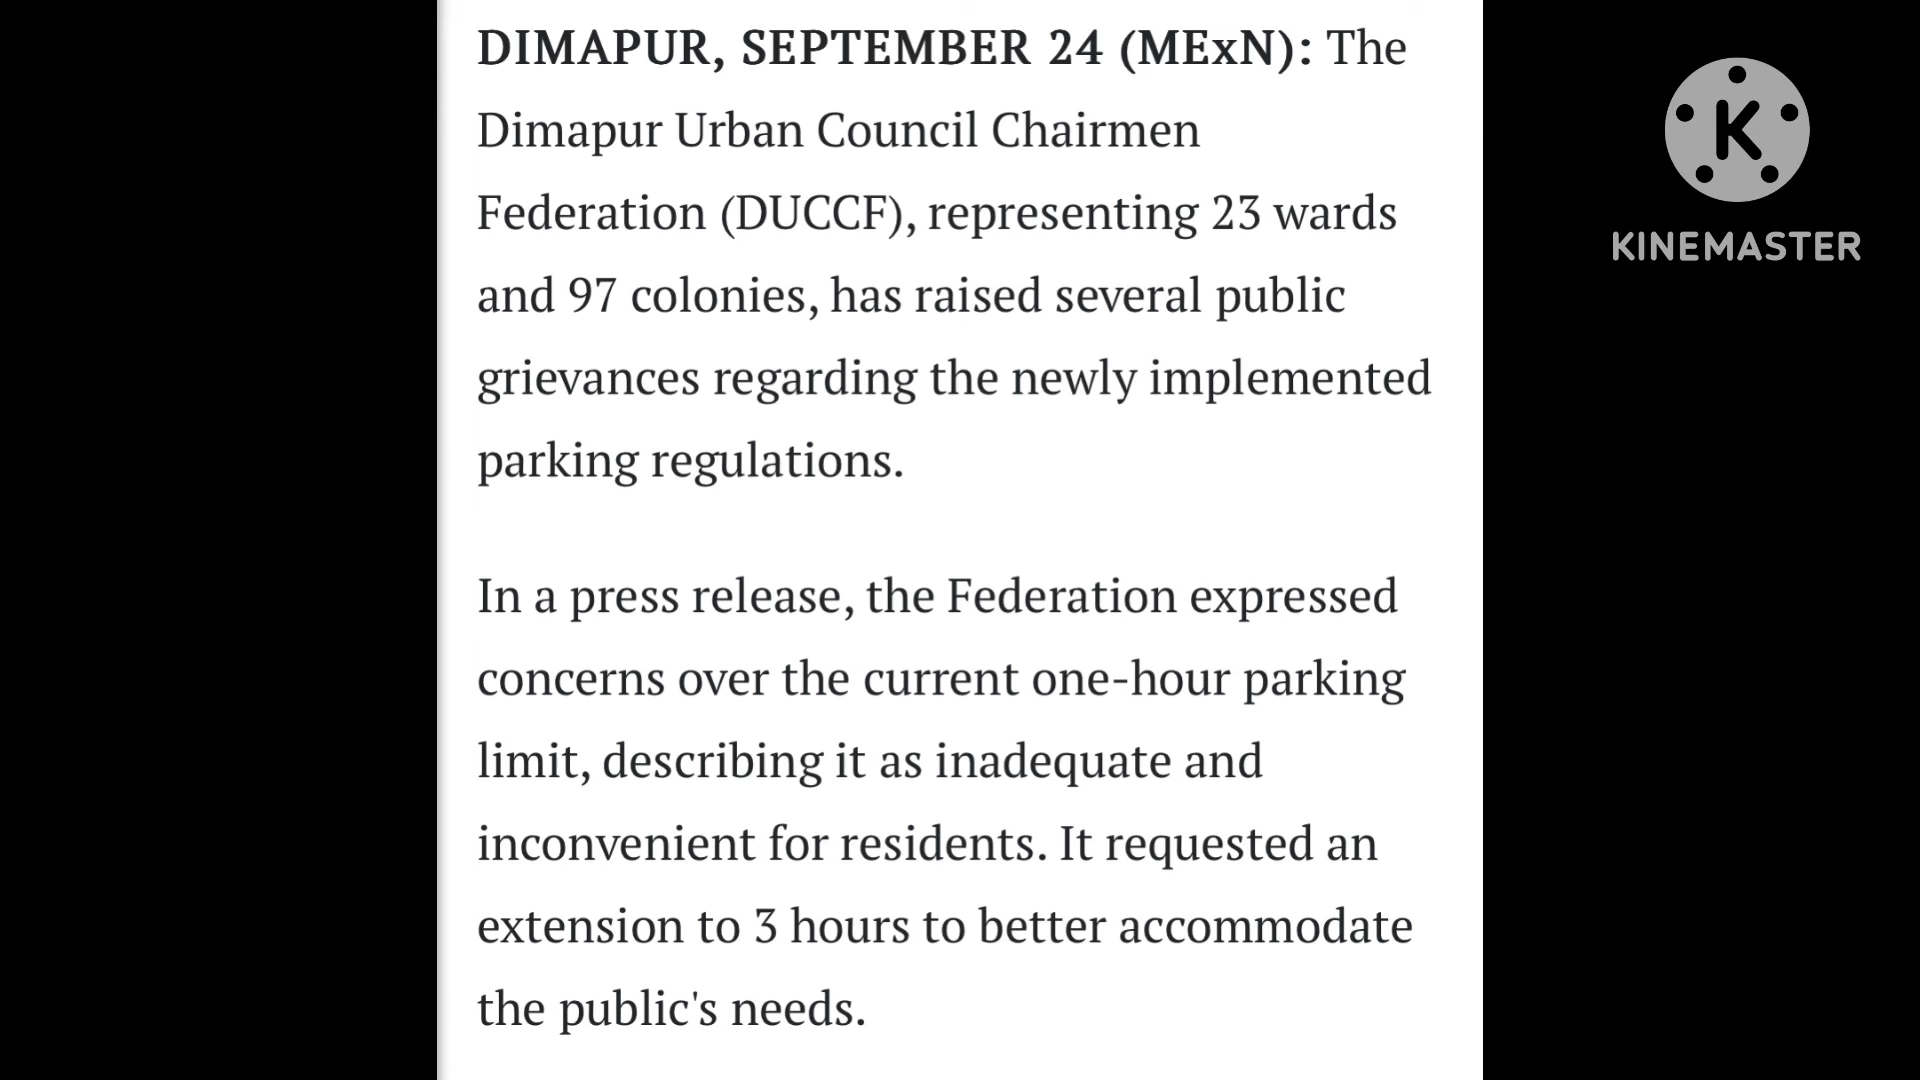 DIMAPUR, SEPTEMBER 24 (MExN): The
Dimapur Urban Council Chairmen
Federation (DUCCF), representing 23 wards
and 97 colonies, has raised several public
grievances regarding the newly implemented
parking regulations.
In a press release, the Federation expressed
concerns over the current one-hour parking
limit, describing it as inadequate and
inconvenient for residents. It requested an
extension to 3 hours to better accommodate
the public's needs.
K
KINEMASTER